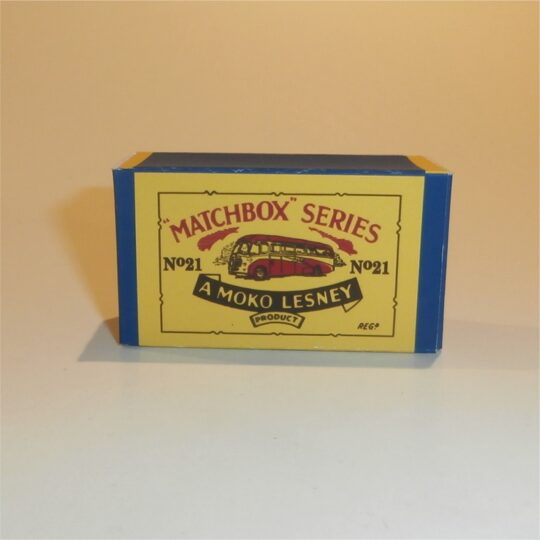 "MATCHBOX" SERIES
No21 No21
A MOKO LESNEY
PRODUCT
REGD